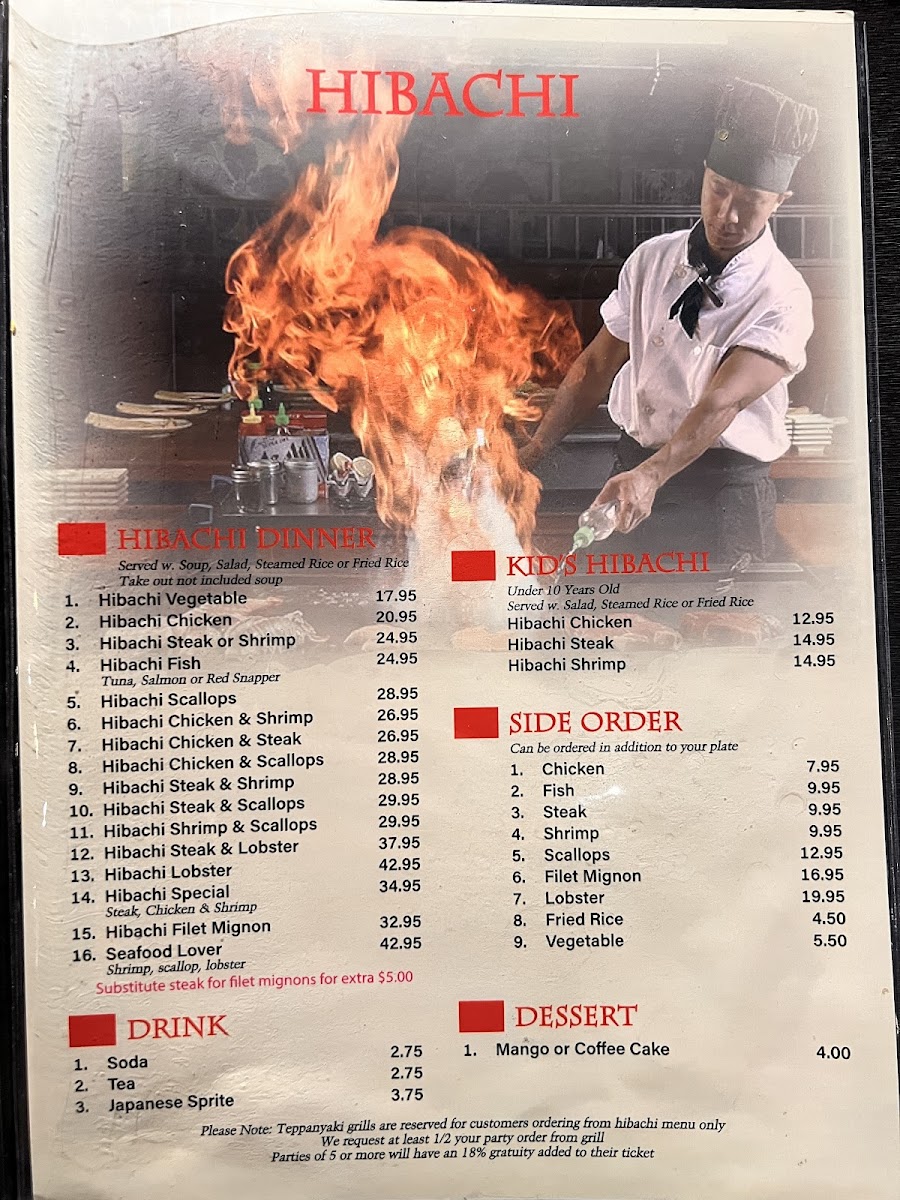 HIBACHI
HIBACHI DINNER
Served w. Soup, Salad, Steamed Rice or Fried Rice
Take out not included soup
1. Hibachi Vegetable 17.95
2. Hibachi Chicken 20.95
3. Hibachi Steak or Shrimp 24.95
4. Hibachi Fish 24.95
Tuna, Salmon or Red Snapper
5. Hibachi Scallops 28.95
6. Hibachi Chicken & Shrimp 26.95
7. Hibachi Chicken & Steak 26.95
8. Hibachi Chicken & Scallops 28.95
9. Hibachi Steak & Shrimp 28.95
10. Hibachi Steak & Scallops 29.95
11. Hibachi Shrimp & Scallops 29.95
12. Hibachi Steak & Lobster 37.95
13. Hibachi Lobster 42.95
14. Hibachi Special 34.95
Steak, Chicken & Shrimp
15. Hibachi Filet Mignon 32.95
16. Seafood Lover 42.95
Shrimp, scallop, lobster
Substitute steak for filet mignons for extra $5.00
KID'S HIBACHI
Under 10 Years Old
Served w. Salad, Steamed Rice or Fried Rice
Hibachi Chicken 12.95
Hibachi Steak 14.95
Hibachi Shrimp 14.95
SIDE ORDER
Can be ordered in addition to your plate
1. Chicken 7.95
2. Fish 9.95
3. Steak 9.95
4. Shrimp 9.95
5. Scallops 12.95
6. Filet Mignon 16.95
7. Lobster 19.95
8. Fried Rice 4.50
9. Vegetable 5.50
DRINK
1. Soda 2.75
2. Tea 2.75
3. Japanese Sprite 3.75
DESSERT
1. Mango or Coffee Cake 4.00
Please Note: Teppanyaki grills are reserved for customers ordering from hibachi menu only
We request at least 1/2 your party order from grill
Parties of 5 or more will have an 18% gratuity added to their ticket